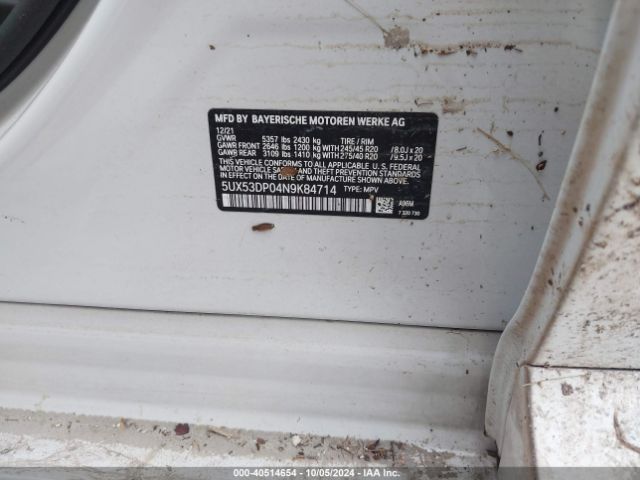 MFD BY BAYERISCHE MOTOREN WERKE AG
12/21
GVWR 5357 lbs 2430 kg TIRE / RIM
GAWR FRONT 2646 lbs 1200 kg WITH 245/45 R20 /8.0J x 20
GAWR REAR 3109 lbs 1410 kg WITH 275/40 R20 /9.5J x 20
THIS VEHICLE CONFORMS TO ALL APPLICABLE U. S. FEDERAL
MOTOR VEHICLE SAFETY AND THEFT PREVENTION STANDARDS
IN EFFECT ON THE DATE OF MANUFACTURE SHOWN ABOVE.
5UX53DP04N9K84714 TYPE: MPV
A96M
000-40514654 - 10/05/2024 - IAA Inc.